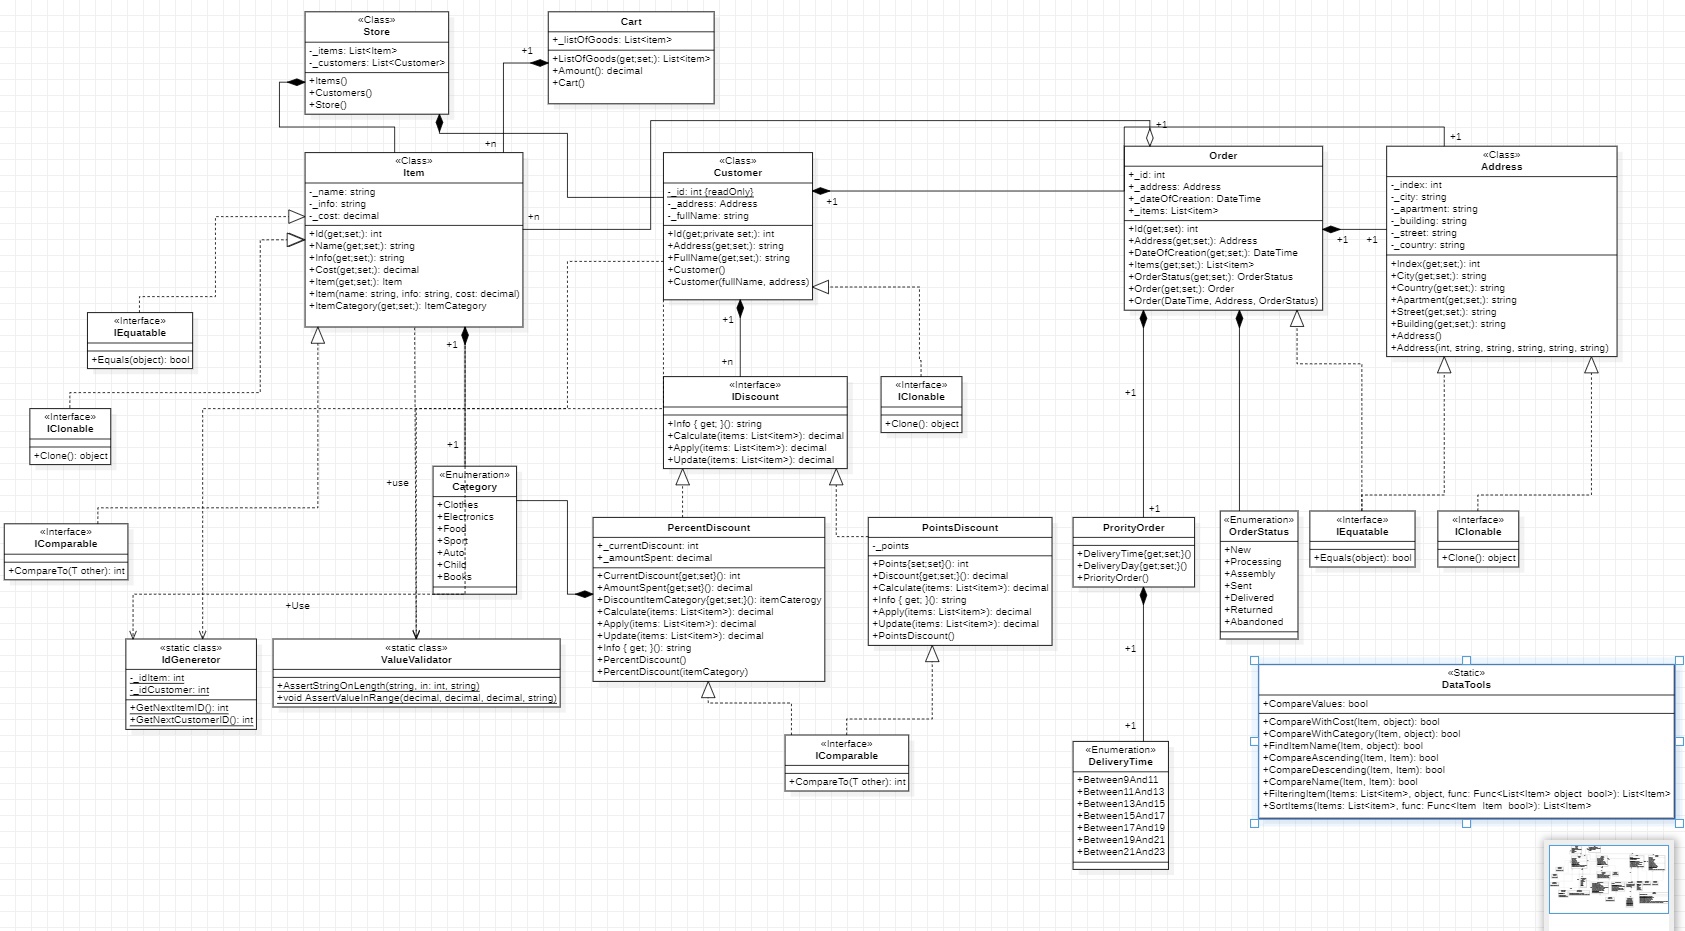 «Class»
Store
-_items: List<Item>
-_customers: List<Customer>
+Items()
+Customers()
+Store()
Cart
+_listOfGoods: List<item>
+ListOfGoods(get;set;): List<item>
+Amount(): decimal
+Cart()
+1
+n
«Class»
Item
-_name: string
-_info: string
-_cost: decimal
+Id(get;set;): int
+Name(get;set;): string
+Info(get;set;): string
+Cost(get;set;): decimal
+Item(get;set;): Item
+Item(name: string, info: string, cost: decimal)
+ItemCategory(get;set;): ItemCategory
+n
«Class»
Customer
-_id: int {readOnly}
-_address: Address
-_fullName: string
+Id(get;private set;): int
+Address(get;set;): string
+FullName(get;set;): string
+Customer()
+Customer(fullName, address)
+1
+1
Order
+_id: int
+_address: Address
+_dateOfCreation: DateTime
+_items: List<item>
+Id(get;set): int
+Address(get;set;): Address
+DateOfCreation(get;set;): DateTime
+Items(get;set;): List<item>
+OrderStatus(get;set;): OrderStatus
+Order(get;set;): Order
+Order(DateTime, Address, OrderStatus)
+1
+1
+1
«Class»
Address
-_index: int
-_city: string
-_apartment: string
-_building: string
-_street: string
-_country: string
+Index(get;set;): int
+City(get;set;): string
+Country(get;set;): string
+Apartment(get;set;): string
+Street(get;set;): string
+Building(get;set;): string
+Address()
+Address(int, string, string, string, string, string)
«Interface»
IEquatable
+Equals(object): bool
«Interface»
IClonable
+Clone(): object
«Interface»
IComparable
+CompareTo(T other): int
+1
+1
+use
+Use
«Enumeration»
Category
+Clothes
+Electronics
+Food
+Sport
+Auto
+Child
+Books
+1
+n
«Interface»
IDiscount
+Info { get; }(): string
+Calculate(items: List<item>): decimal
+Apply(items: List<item>): decimal
+Update(items: List<item>): decimal
«Interface»
IClonable
+Clone(): object
PercentDiscount
+_currentDiscount: int
+_amountSpent: decimal
+CurrentDiscount{get;set}(): int
+AmountSpent{get;set}(): decimal
+DiscountItemCategory{get;set;}(): itemCaterogy
+Calculate(items: List<item>): decimal
+Apply(items: List<item>): decimal
+Update(items: List<item>): decimal
+Info { get; }(): string
+PercentDiscount()
+PercentDiscount(itemCategory)
PointsDiscount
-_points
+Points{set;set}(): int
+Discount{get;set;}(): decimal
+Calculate(items: List<item>): decimal
+Info { get; }(): string
+Apply(items: List<item>): decimal
+Update(items: List<item>): decimal
+PointsDiscount()
+1
+1
ProrityOrder
+DeliveryTime{get;set;}()
+DeliveryDay{get;set;}()
+PriorityOrder()
+1
+1
«Enumeration»
OrderStatus
+New
+Processing
+Assembly
+Sent
+Delivered
+Returned
+Abandoned
«Interface»
IEquatable
+Equals(object): bool
«Interface»
IClonable
+Clone(): object
«static class»
IdGeneretor
-_idItem: int
-_idCustomer: int
+GetNextItemID(): int
+GetNextCustomerID(): int
«static class»
ValueValidator
+AssertStringOnLength(string, in: int, string)
+void AssertValueInRange(decimal, decimal, decimal, string)
«Interface»
IComparable
+CompareTo(T other): int
«Enumeration»
DeliveryTime
+Between9And11
+Between11And13
+Between13And15
+Between15And17
+Between17And19
+Between19And21
+Between21And23
«Static»
DataTools
+CompareValues: bool
+CompareWithCost(Item, object): bool
+CompareWithCategory(Item, object): bool
+FindItemName(Item, object): bool
+CompareAscending(Item, Item): bool
+CompareDescending(Item, Item): bool
+CompareName(Item, Item): bool
+FilteringItem(Items: List<item>, object, func: Func<List<Item> object bool>): List<Item>
+SortItems(Items: List<item>, func: Func<Item Item bool>): List<Item>